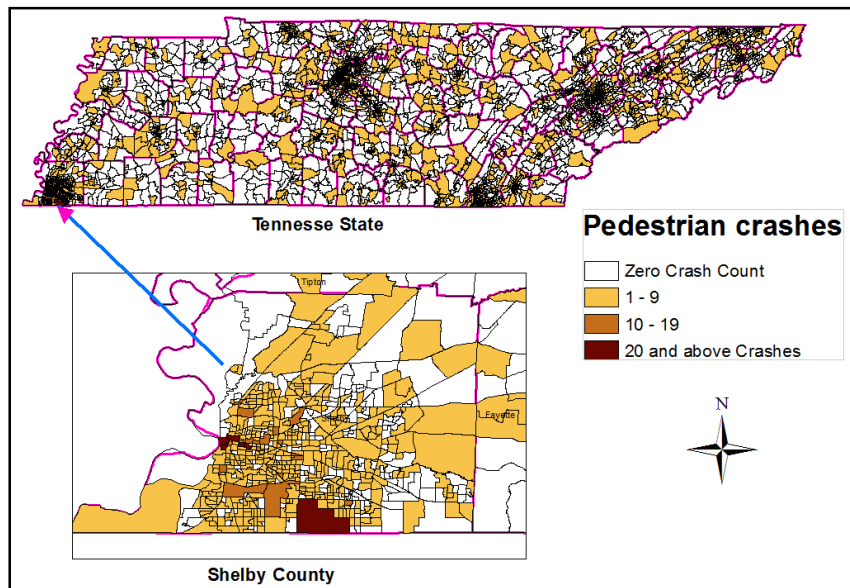 Tennesse State
Pedestrian crashes
Zero Crash Count
1 - 9
10 - 19
20 and above Crashes
Tipton
Fayette
N
Shelby County